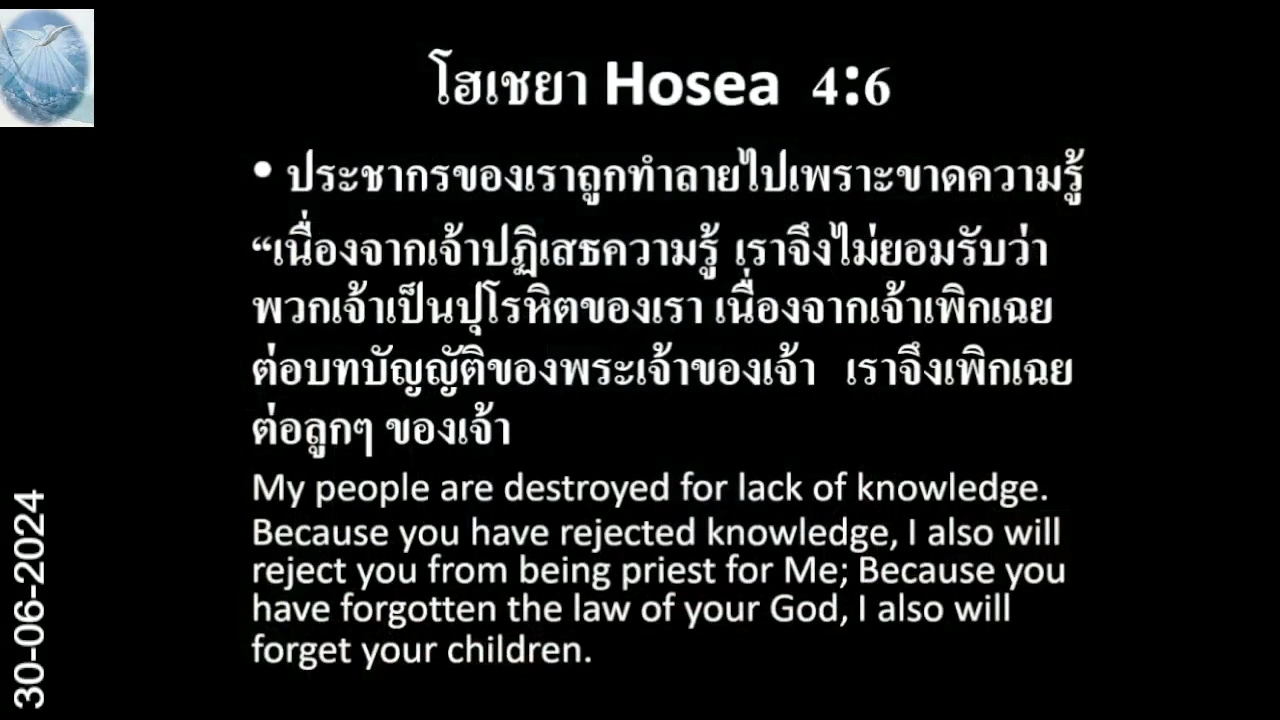 โฮเชยา Hosea 4:6
• ประชากรของเราถูกทำลายไปเพราะขาดความรู้
“เนื่องจากเจ้าปฏิเสธความรู้ เราจึงไม่ยอมรับว่า
พวกเจ้าเป็นปุโรหิตของเรา เนื่องจากเจ้าเพิกเฉย
ต่อบทบัญญัติของพระเจ้าของเจ้า เราจึงเพิกเฉย
ต่อลูกๆ ของเจ้า
My people are destroyed for lack of knowledge.
Because you have rejected knowledge, I also will
reject you from being priest for Me; Because you
have forgotten the law of your God, I also will
forget your children.
30-06-2024